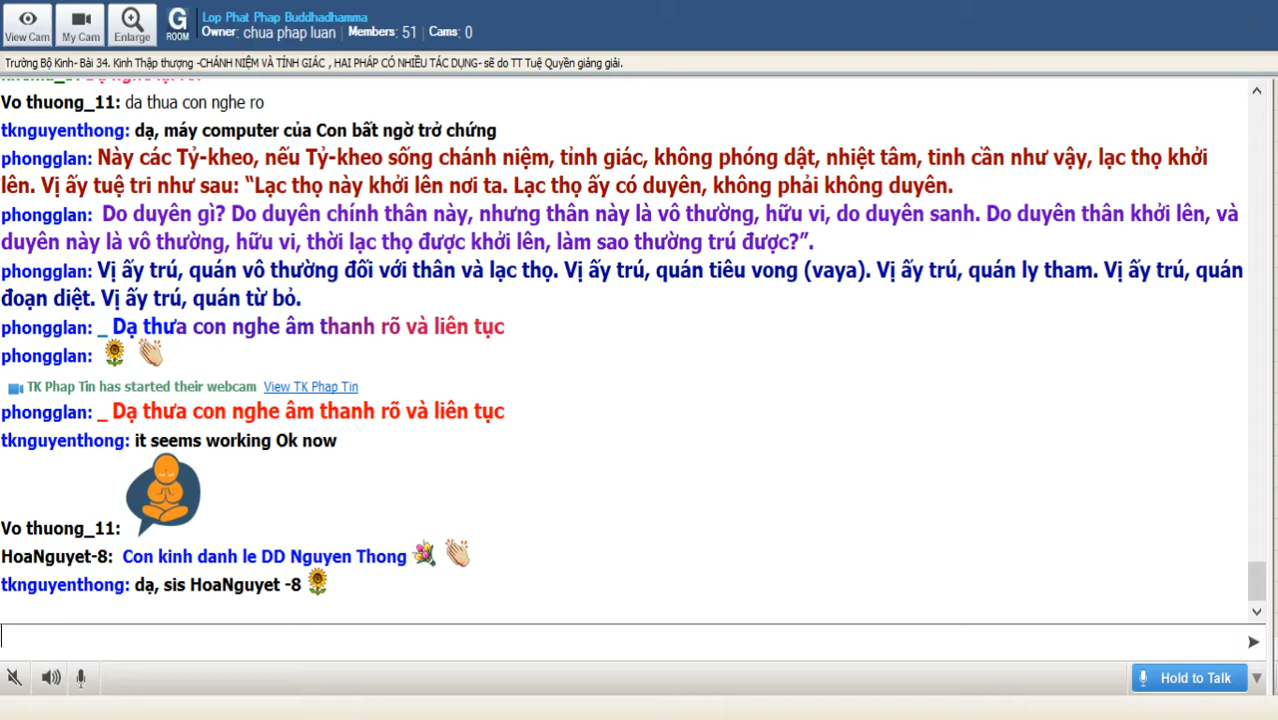 View Cam
My Cam
Enlarge
G
ROOM
Lop Phat Phap Buddhadhamma
Owner: chua phap luan | Members: 51 | Cams: 0
Trường Bộ Kinh- Bài 34. Kinh Thập thượng -CHÁNH NIỆM VÀ TỈNH GIÁC , HAI PHÁP CÓ NHIỀU TÁC DỤNG- sẽ do TT Tuệ Quyền giảng giải.
Vo thuong_11: da thua con nghe ro
tknguyenthong: dạ, máy computer của Con bất ngờ trở chứng
phongglan: Này các Tỷ-kheo, nếu Tỷ-kheo sống chánh niệm, tỉnh giác, không phóng dật, nhiệt tâm, tinh cần như vậy, lạc thọ khởi
lên. Vị ấy tuệ tri như sau: “Lạc thọ này khởi lên nơi ta. Lạc thọ ấy có duyên, không phải không duyên.
phongglan: Do duyên gì? Do duyên chính thân này, nhưng thân này là vô thường, hữu vi, do duyên sanh. Do duyên thân khởi lên, và
duyên này là vô thường, hữu vi, thời lạc thọ được khởi lên, làm sao thường trú được?”.
phongglan: Vị ấy trú, quán vô thường đối với thân và lạc thọ. Vị ấy trú, quán tiêu vong (vaya). Vị ấy trú, quán ly tham. Vị ấy trú, quán
đoạn diệt. Vị ấy trú, quán từ bỏ.
phongglan: _ Dạ thưa con nghe âm thanh rõ và liên tục
phongglan:
TK Phap Tin has started their webcam View TK Phap Tin
phongglan: _ Dạ thưa con nghe âm thanh rõ và liên tục
tknguyenthong: it seems working Ok now
Vo thuong_11:
HoaNguyet-8: Con kinh danh le DD Nguyen Thong
tknguyenthong: dạ, sis HoaNguyet -8
Hold to Talk